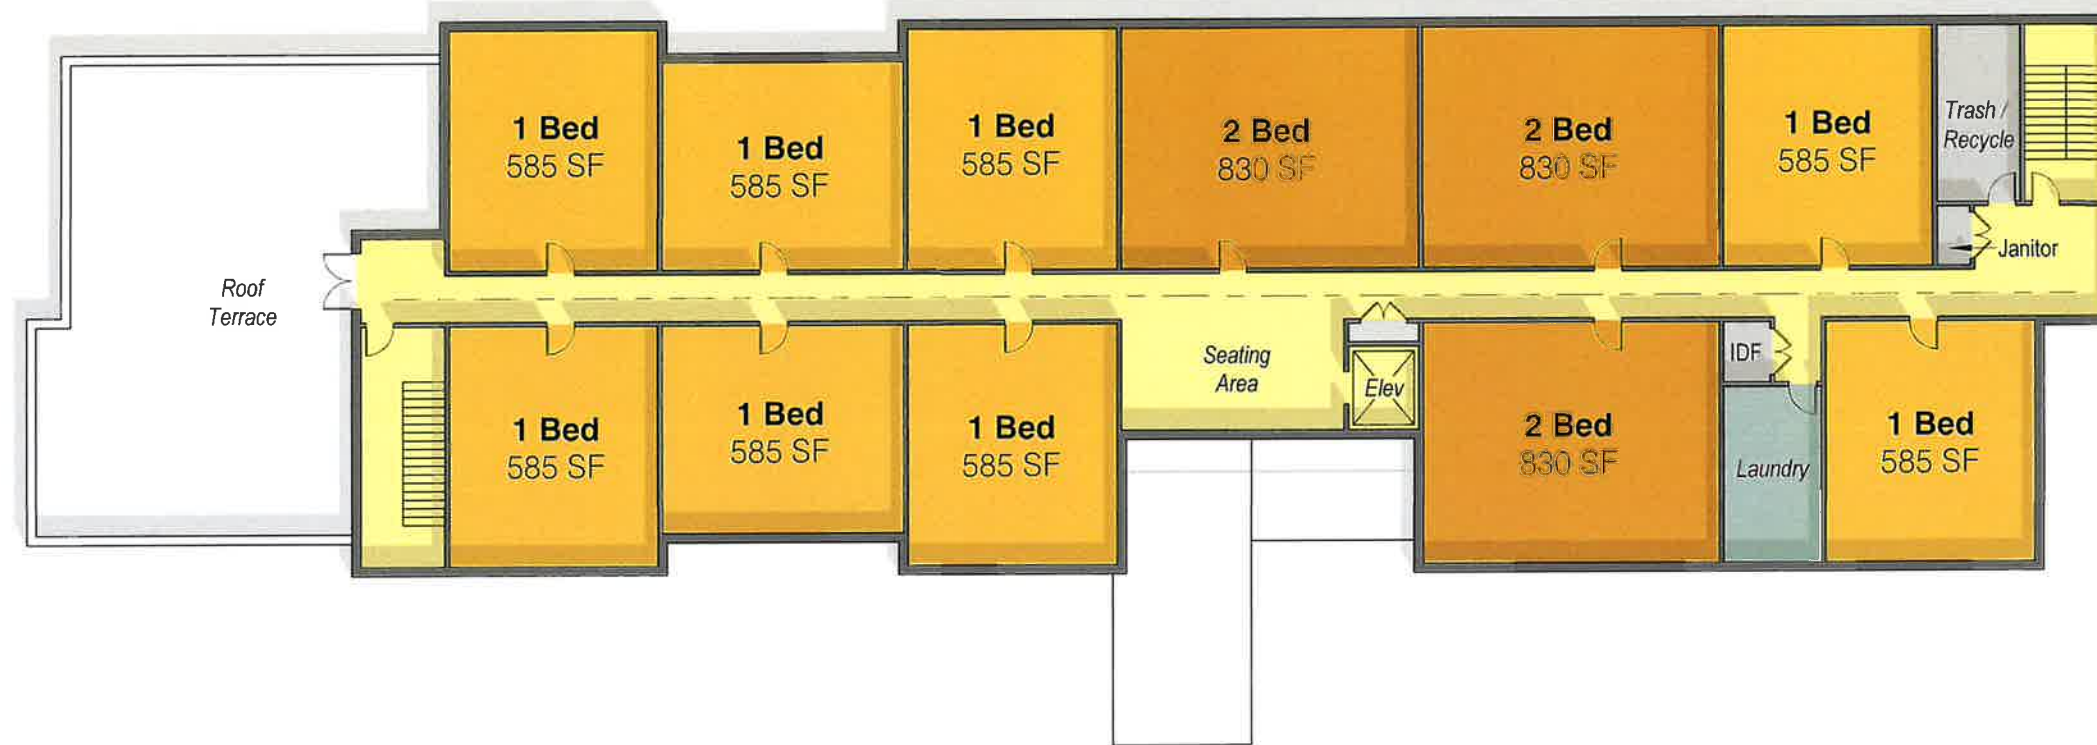 1 Bed
585 SF
1 Bed
585 SF
1 Bed
585 SF
2 Bed
830 SF
2 Bed
830 SF
1 Bed
585 SF
Trash /
Recycle
Janitor
Roof
Terrace
1 Bed
585 SF
1 Bed
585 SF
1 Bed
585 SF
Seating
Area
Elev
2 Bed
830 SF
IDF
Laundry
1 Bed
585 SF